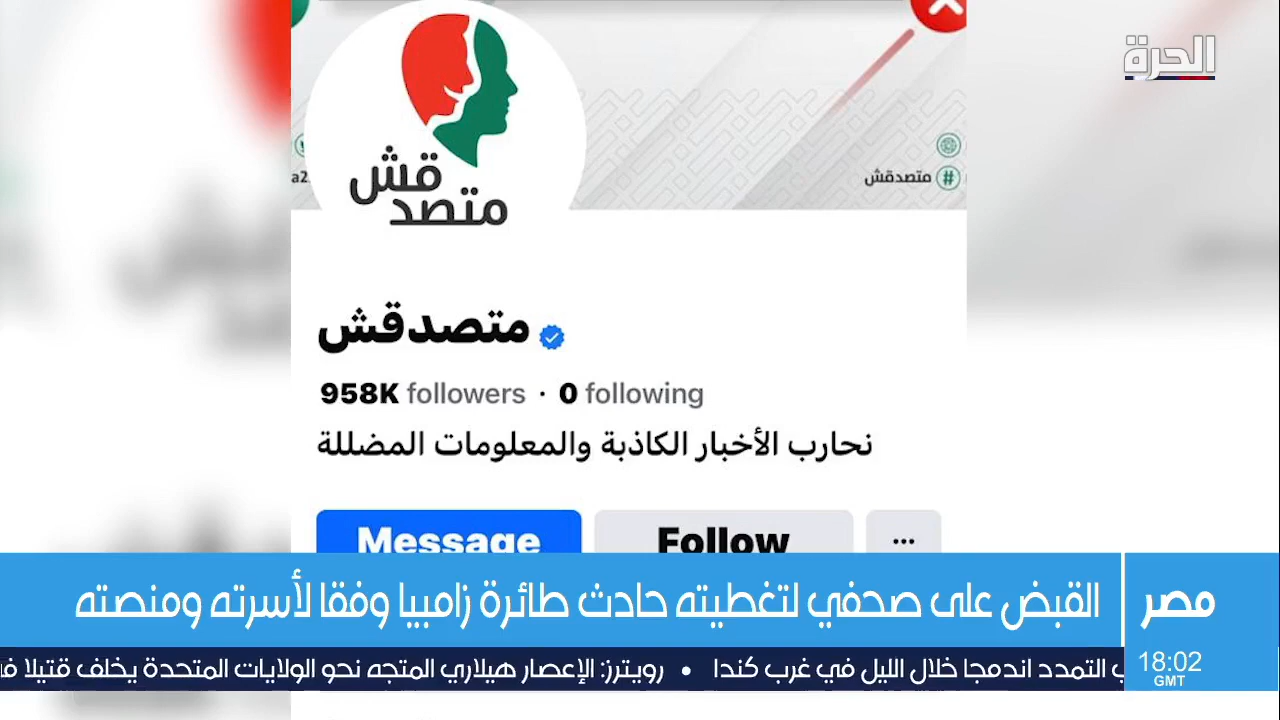 الحرة
قش
متصد
متصدقش #
متصدقش
958K followers · 0 following
نحارب الأخبار الكاذبة والمعلومات المضللة
Message
Follow
...
مصر
القبض على صحفي لتغطيته حادث طائرة زامبيا وفقا لأسرته ومنصته
18:02
GMT
التمدد اندمجا خلال الليل في غرب كندا • رويترز: الإعصار هيلاري المتجه نحو الولايات المتحدة يخلف قتيلا